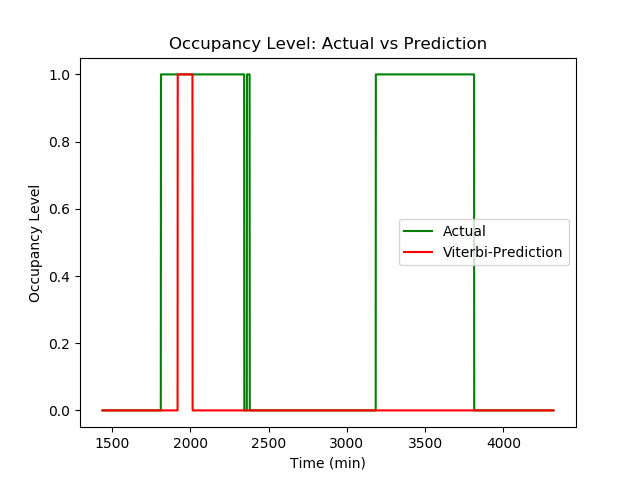 Occupancy Level: Actual vs Prediction
1.0
0.8
0.6
0.4
0.2
0.0
Occupancy Level
Actual
Viterbi-Prediction
1500 2000 2500 3000 3500 4000
Time (min)